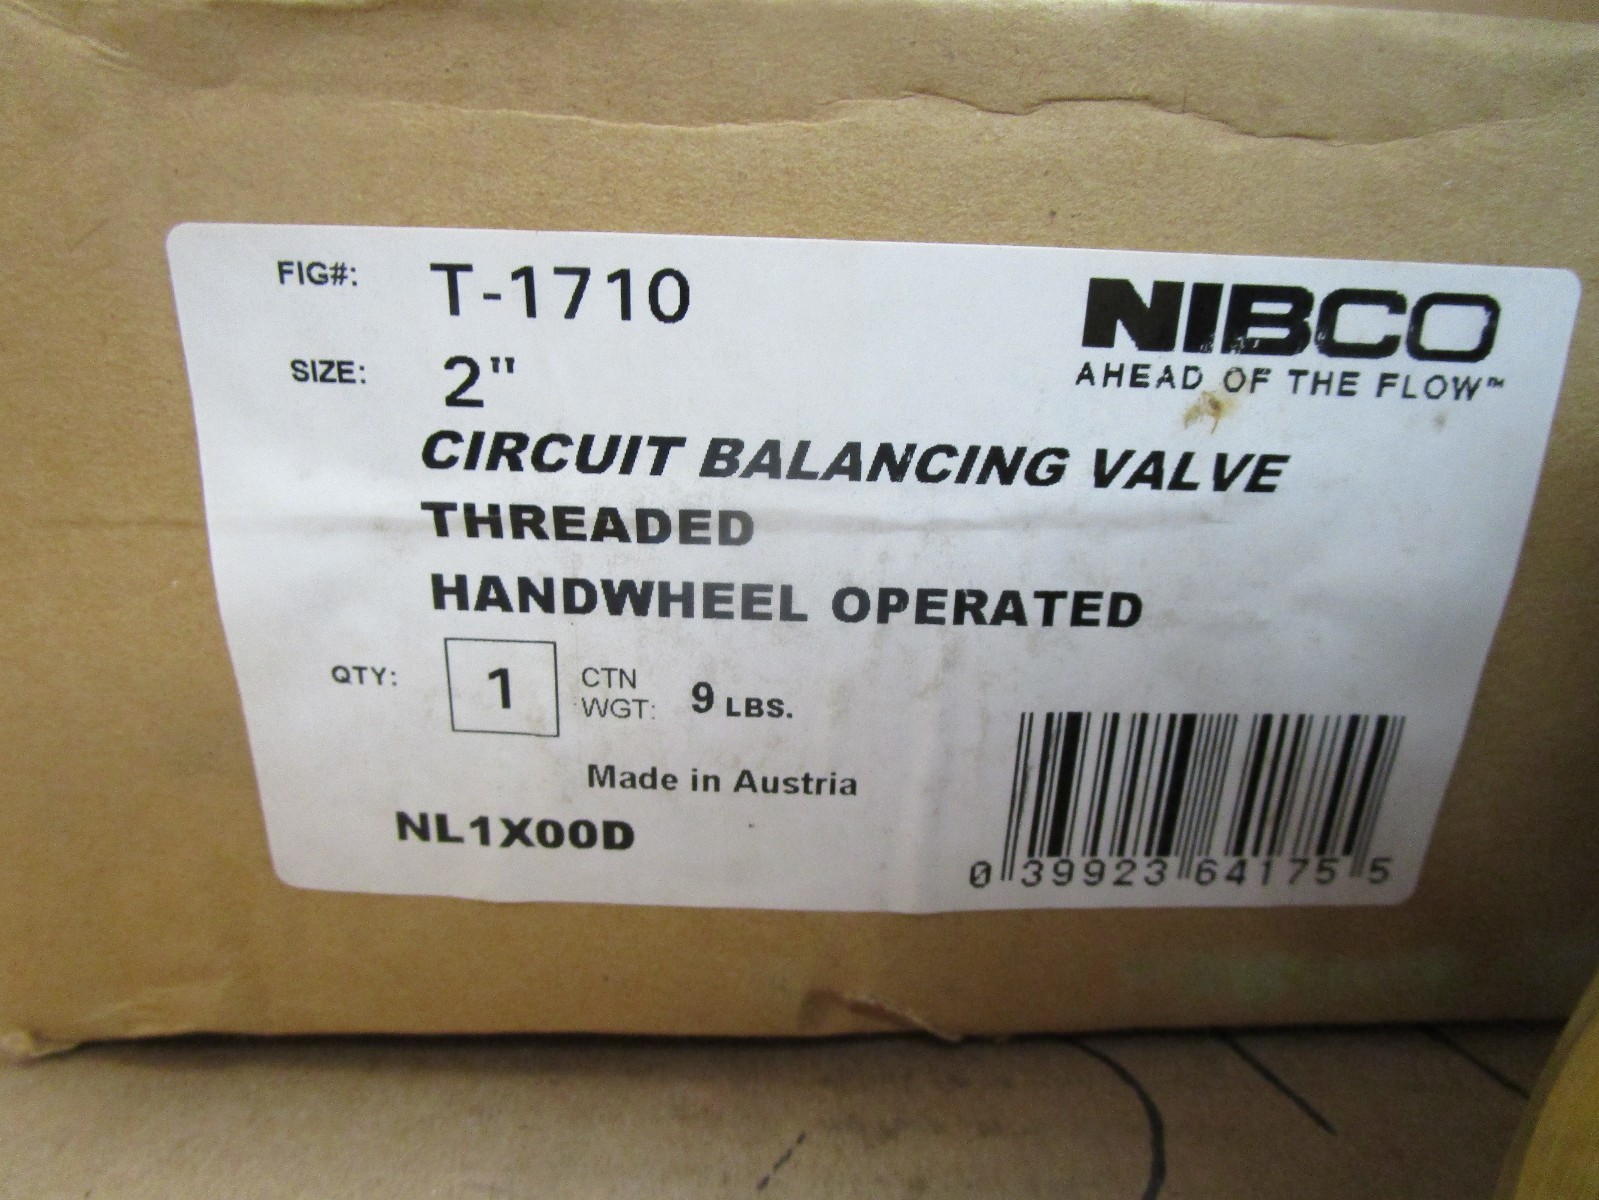 FIG#: T-1710
NIBCO
AHEAD OF THE FLOW™
SIZE: 2"
CIRCUIT BALANCING VALVE
THREADED
HANDWHEEL OPERATED
QTY: 1 CTN WGT: 9 LBS.
Made in Austria
NL1X00D
0 39923 64175 5